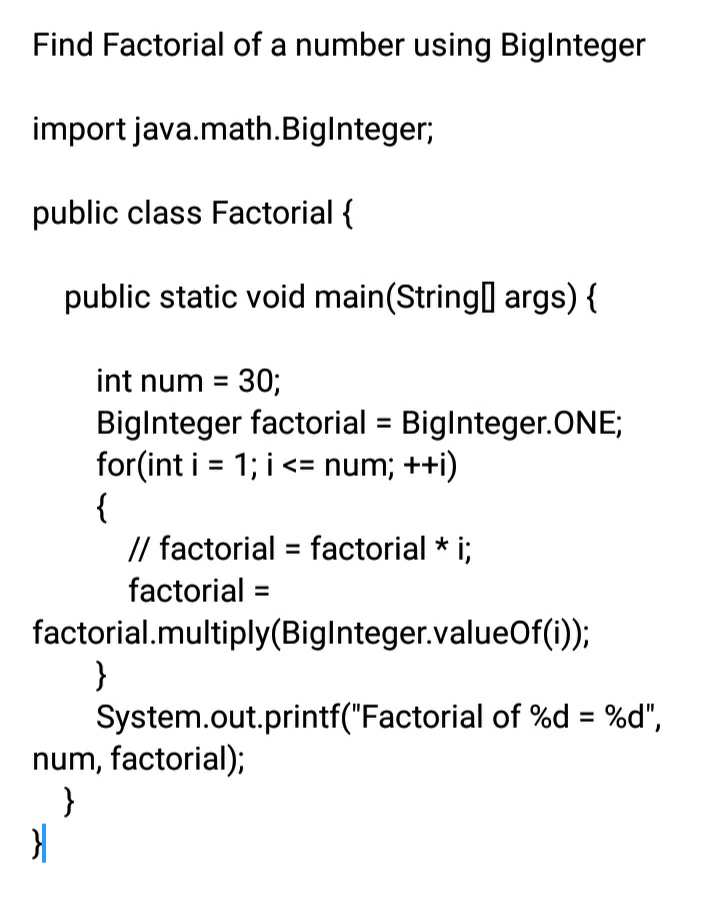 Find Factorial of a number using BigInteger
import java.math.BigInteger;
public class Factorial {
public static void main(String[] args) {
int num = 30;
BigInteger factorial = BigInteger.ONE;
for(int i = 1; i <= num; ++i)
{
// factorial = factorial * i;
factorial =
factorial.multiply(BigInteger.valueOf(i));
}
System.out.printf("Factorial of %d = %d",
num, factorial);
}
}